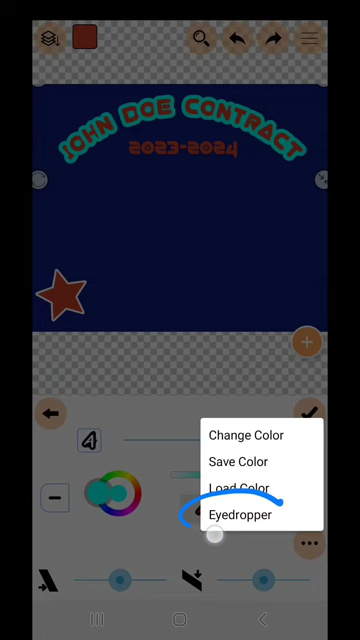 JOHN DOE CONTRACT
2023-2024
Change Color
Save Color
Load Color
Eyedropper